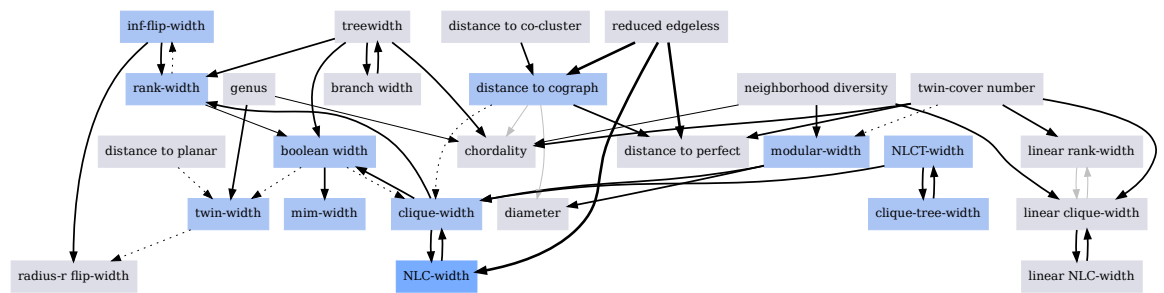 inf-flip-width
treewidth
distance to co-cluster
reduced edgeless
rank-width
genus
branch width
distance to cograph
neighborhood diversity
twin-cover number
distance to planar
boolean width
chordality
distance to perfect
modular-width
NLCT-width
linear rank-width
twin-width
mim-width
clique-width
diameter
clique-tree-width
linear clique-width
radius-r flip-width
NLC-width
linear NLC-width